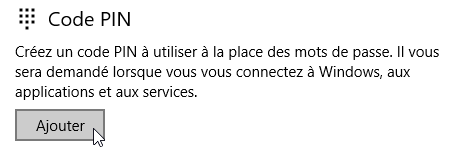 Code PIN
Créez un code PIN à utiliser à la place des mots de passe. Il vous
sera demandé lorsque vous vous connectez à Windows, aux
applications et aux services.
Ajouter